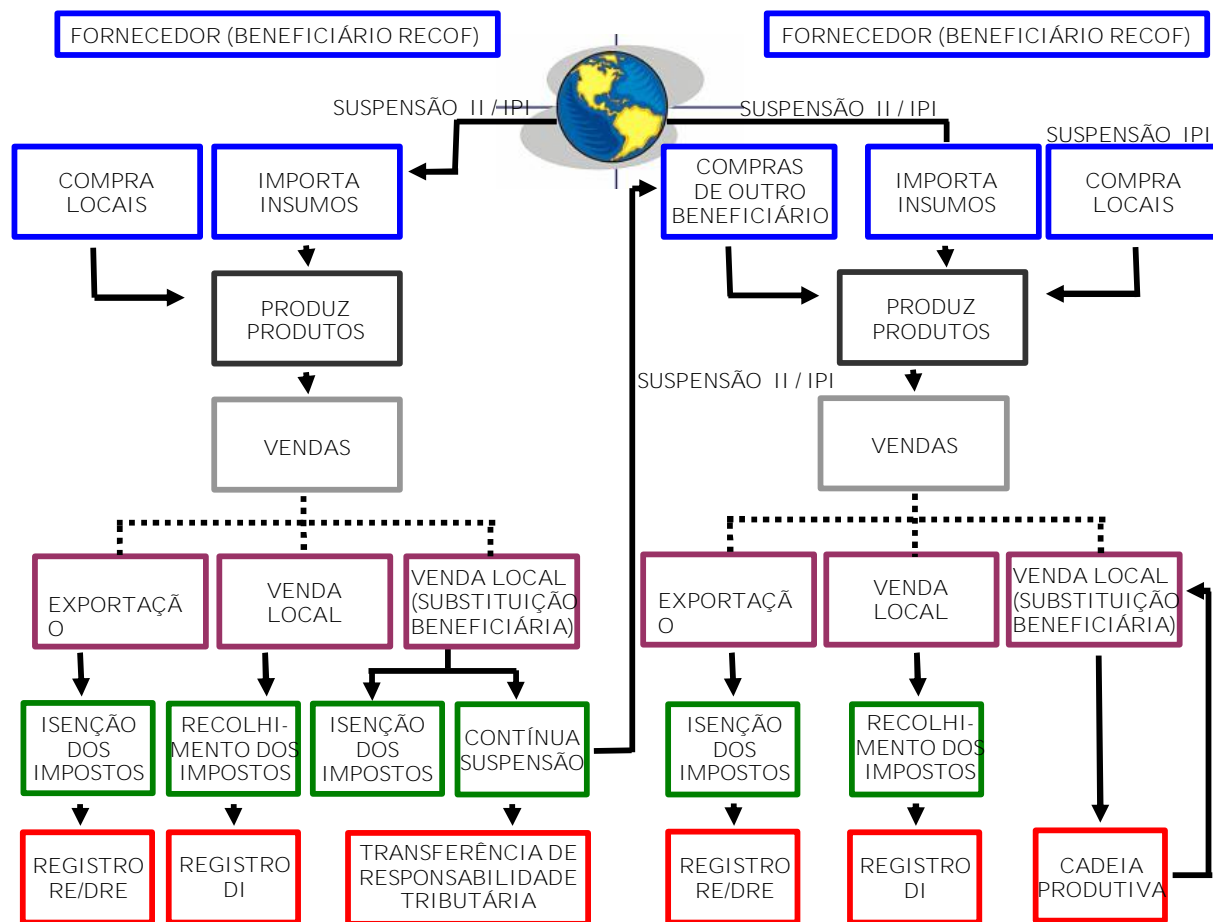 FORNECEDOR (BENEFICIÁRIO RECOF)
FORNECEDOR (BENEFICIÁRIO RECOF)
SUSPENSÃO II / IPI
SUSPENSÃO II / IPI
SUSPENSÃO IPI
COMPRA
LOCAIS
IMPORTA
INSUMOS
COMPRAS
DE OUTRO
BENEFICIÁRIO
IMPORTA
INSUMOS
COMPRA
LOCAIS
PRODUZ
PRODUTOS
PRODUZ
PRODUTOS
SUSPENSÃO II / IPI
VENDAS
VENDAS
EXPORTAÇÃ
O
VENDA
LOCAL
VENDA LOCAL
(SUBSTITUIÇÃO
BENEFICIÁRIA)
EXPORTAÇÃ
O
VENDA
LOCAL
VENDA LOCAL
(SUBSTITUIÇÃO
BENEFICIÁRIA)
ISENÇÃO
DOS
IMPOSTOS
RECOLHI-
MENTO DOS
IMPOSTOS
ISENÇÃO
DOS
IMPOSTOS
CONTÍNUA
SUSPENSÃO
ISENÇÃO
DOS
IMPOSTOS
RECOLHI-
MENTO DOS
IMPOSTOS
REGISTRO
RE/DRE
REGISTRO
DI
TRANSFERÊNCIA DE
RESPONSABILIDADE
TRIBUTÁRIA
REGISTRO
RE/DRE
REGISTRO
DI
CADEIA
PRODUTIVA